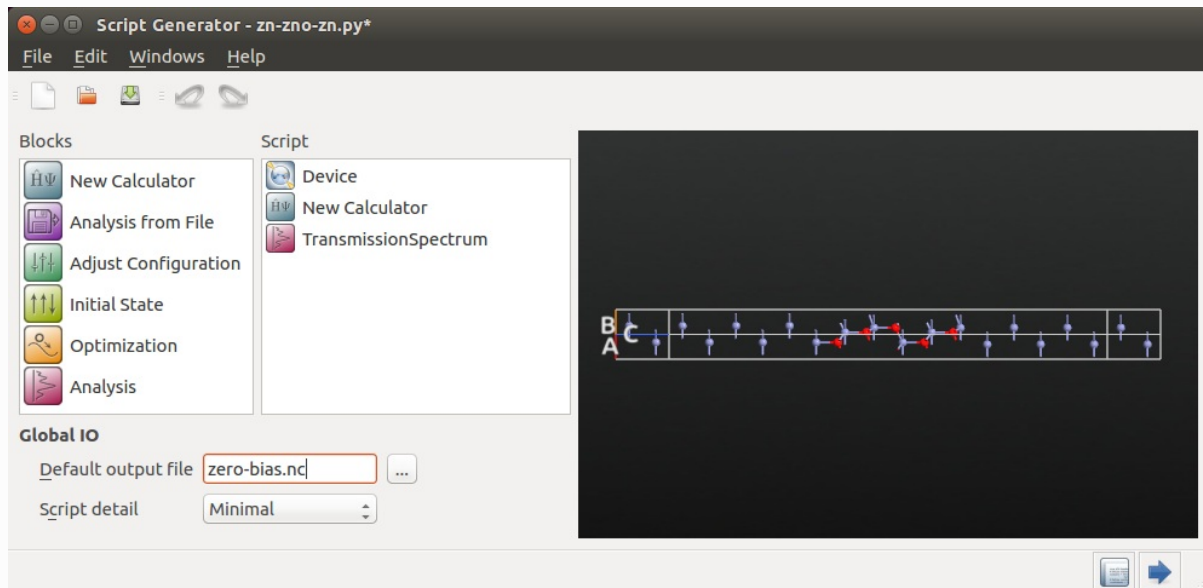 Script Generator - zn-zno-zn.py*
File Edit Windows Help
Blocks
ĤΨ New Calculator
Analysis from File
Adjust Configuration
Initial State
Optimization
Analysis
Script
Device
ĤΨ New Calculator
TransmissionSpectrum
B
C
A
Global IO
Default output file zero-bias.nc ...
Script detail Minimal